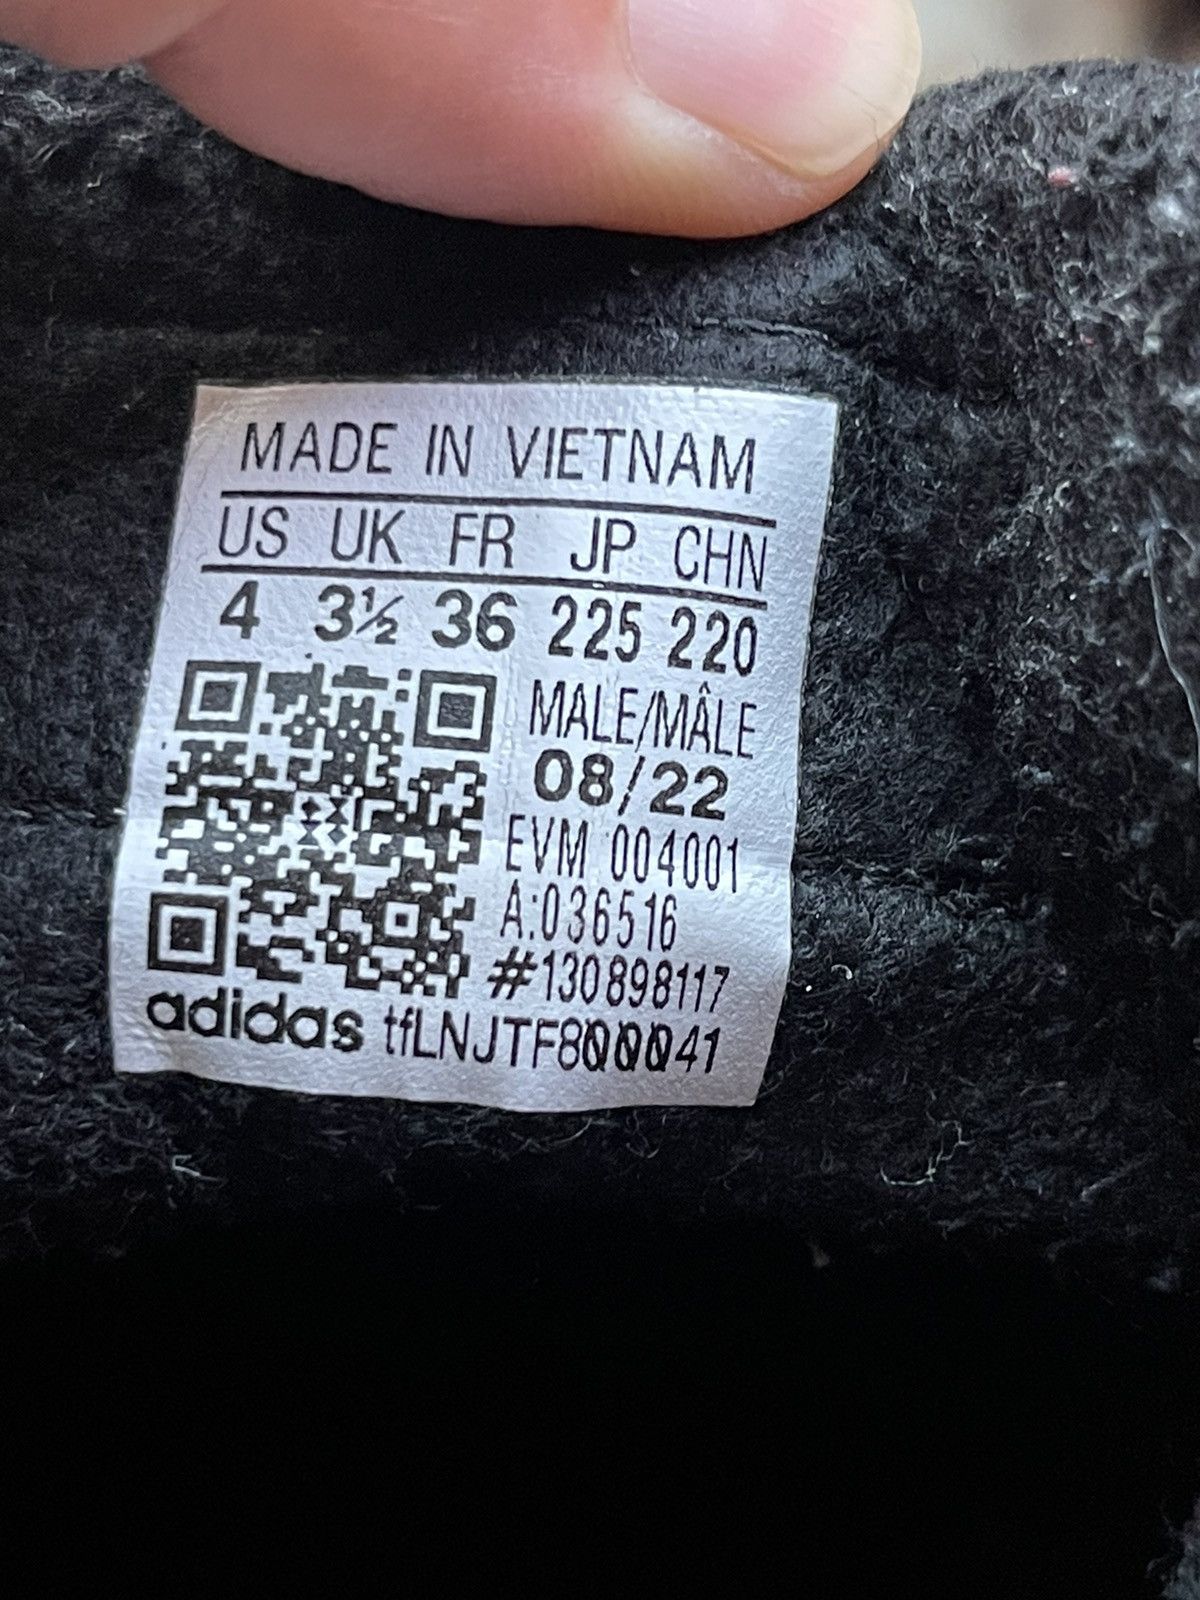 MADE IN VIETNAM
US UK FR JP CHN
4 3½ 36 225 220
MALE/MÂLE
08/22
EVM 004001
A:036516
#130898117
adidas tfLNJTF800041